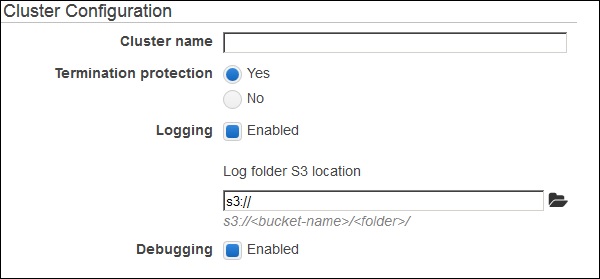 Cluster Configuration
Cluster name
Termination protection Yes
No
Logging Enabled
Log folder S3 location
s3://
s3://<bucket-name>/<folder>/
Debugging Enabled